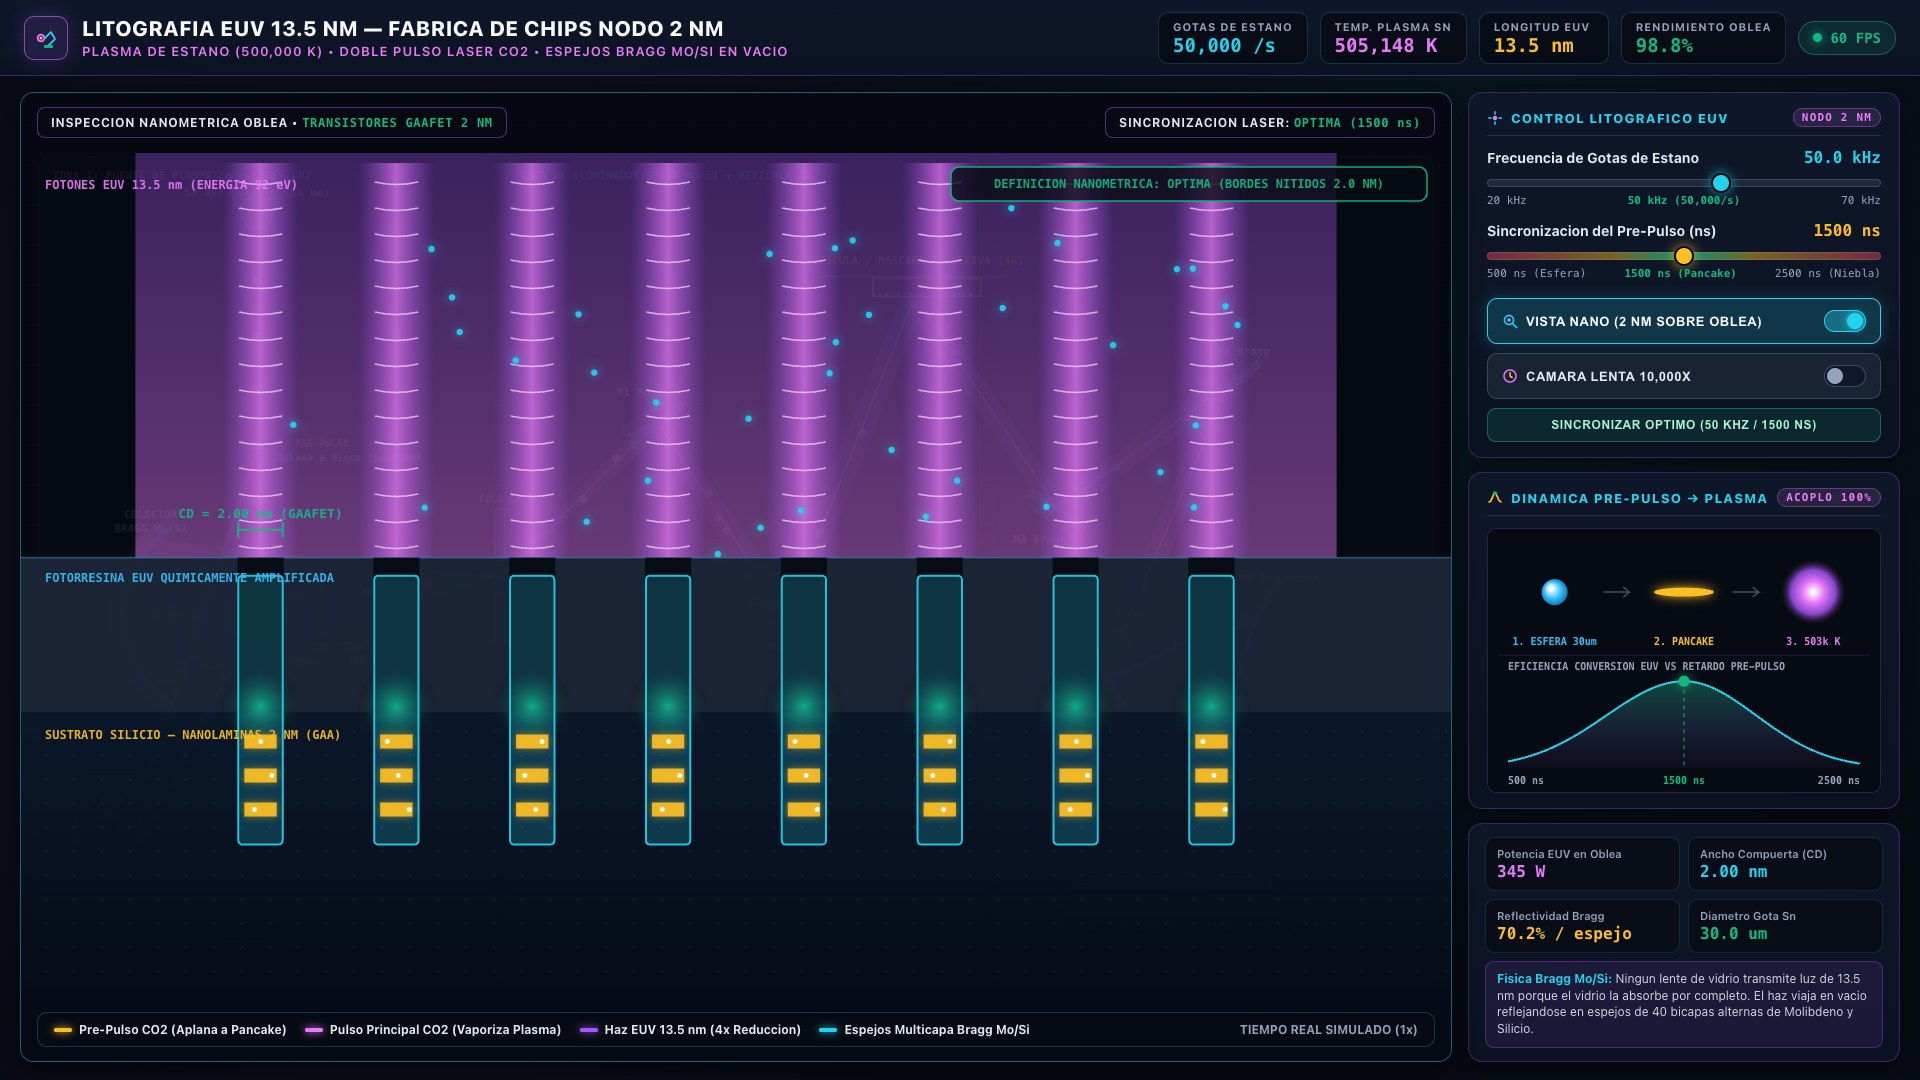 LITOGRAFIA EUV 13.5 NM — FABRICA DE CHIPS NODO 2 NM
PLASMA DE ESTANO (500,000 K) • DOBLE PULSO LASER CO2 • ESPEJOS BRAGG MO/SI EN VACIO
GOTAS DE ESTANO
50,000 /s
TEMP. PLASMA SN
505,148 K
LONGITUD EUV
13.5 nm
RENDIMIENTO OBLEA
98.8%
60 FPS
INSPECCION NANOMETRICA OBLEA • TRANSISTORES GAAFET 2 NM
SINCRONIZACION LASER: OPTIMA (1500 ns)
FOTONES EUV 13.5 nm (ENERGIA 92 eV)
DEFINICION NANOMETRICA: OPTIMA (BORDES NITIDOS 2.0 NM)
CD = 2.00 nm (GAAFET)
FOTORRESINA EUV QUIMICAMENTE AMPLIFICADA
SUSTRATO SILICIO — NANOLAMINAS 2 NM (GAA)
Pre-Pulso CO2 (Aplana a Pancake)
Pulso Principal CO2 (Vaporiza Plasma)
Haz EUV 13.5 nm (4x Reduccion)
Espejos Multicapa Bragg Mo/Si
TIEMPO REAL SIMULADO (1x)
CONTROL LITOGRAFICO EUV
NODO 2 NM
Frecuencia de Gotas de Estano
50.0 kHz
20 kHz
50 kHz (50,000/s)
70 kHz
Sincronizacion del Pre-Pulso (ns)
1500 ns
500 ns (Esfera)
1500 ns (Pancake)
2500 ns (Niebla)
VISTA NANO (2 NM SOBRE OBLEA)
CAMARA LENTA 10,000X
SINCRONIZAR OPTIMO (50 KHZ / 1500 NS)
DINAMICA PRE-PULSO → PLASMA
ACOPLO 100%
1. ESFERA 30um
2. PANCAKE
3. 503k K
EFICIENCIA CONVERSION EUV VS RETARDO PRE-PULSO
500 ns
1500 ns
2500 ns
Potencia EUV en Oblea
345 W
Ancho Compuerta (CD)
2.00 nm
Reflectividad Bragg
70.2% / espejo
Diametro Gota Sn
30.0 um
Fisica Bragg Mo/Si: Ningun lente de vidrio transmite luz de 13.5
nm porque el vidrio la absorbe por completo. El haz viaja en vacio
reflejandose en espejos de 40 bicapas alternas de Molibdeno y
Silicio.